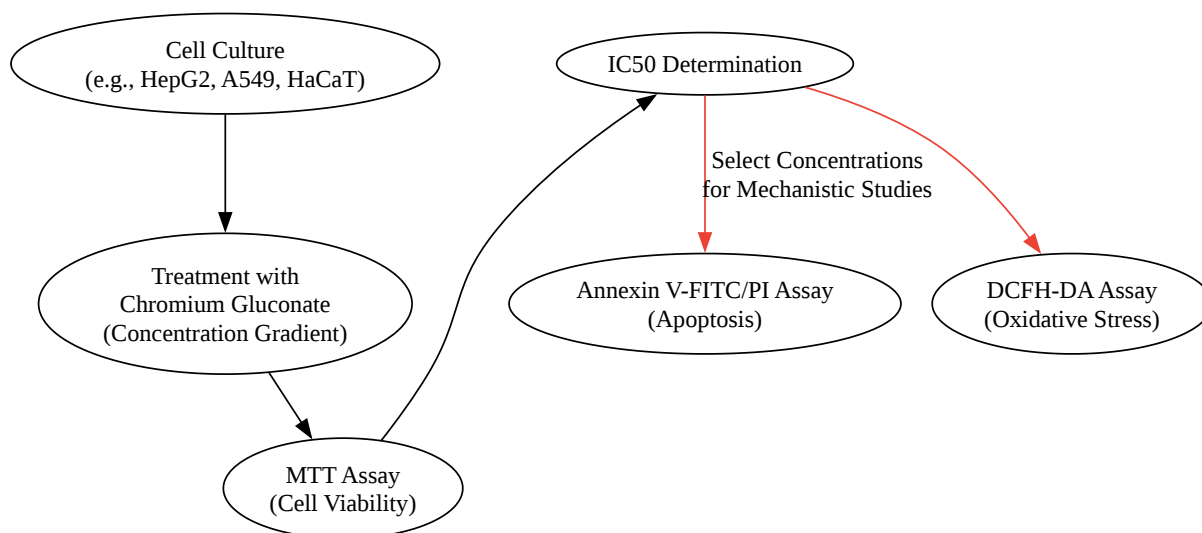 Cell Culture
(e.g., HepG2, A549, HaCaT)
Treatment with
Chromium Gluconate
(Concentration Gradient)
MTT Assay
(Cell Viability)
IC50 Determination
Select Concentrations
for Mechanistic Studies
Annexin V-FITC/PI Assay
(Apoptosis)
DCFH-DA Assay
(Oxidative Stress)